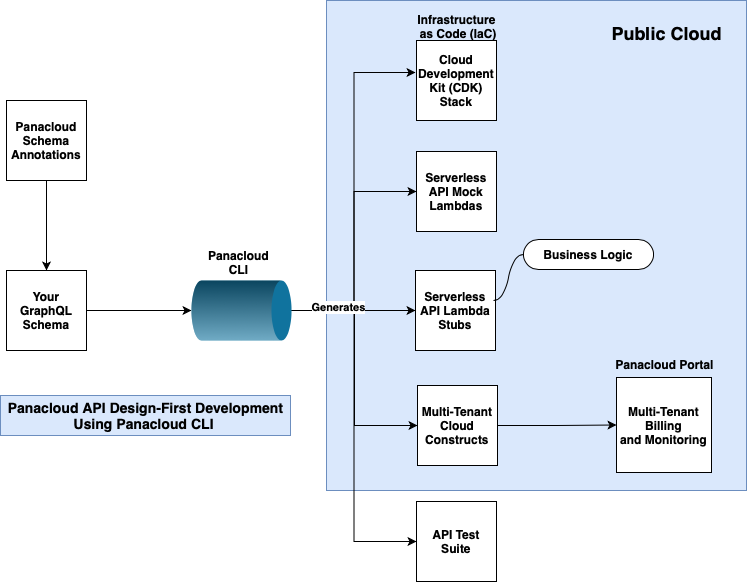 Infrastructure
as Code (IaC)
Public Cloud
Cloud
Development
Kit (CDK)
Stack
Panacloud
Schema
Annotations
Serverless
API Mock
Lambdas
Panacloud
CLI
Business Logic
Your
GraphQL
Schema
Generates
Serverless
API Lambda
Stubs
Panacloud Portal
Panacloud API Design-First Development
Using Panacloud CLI
Multi-Tenant
Cloud
Constructs
Multi-Tenant
Billing
and Monitoring
API Test
Suite